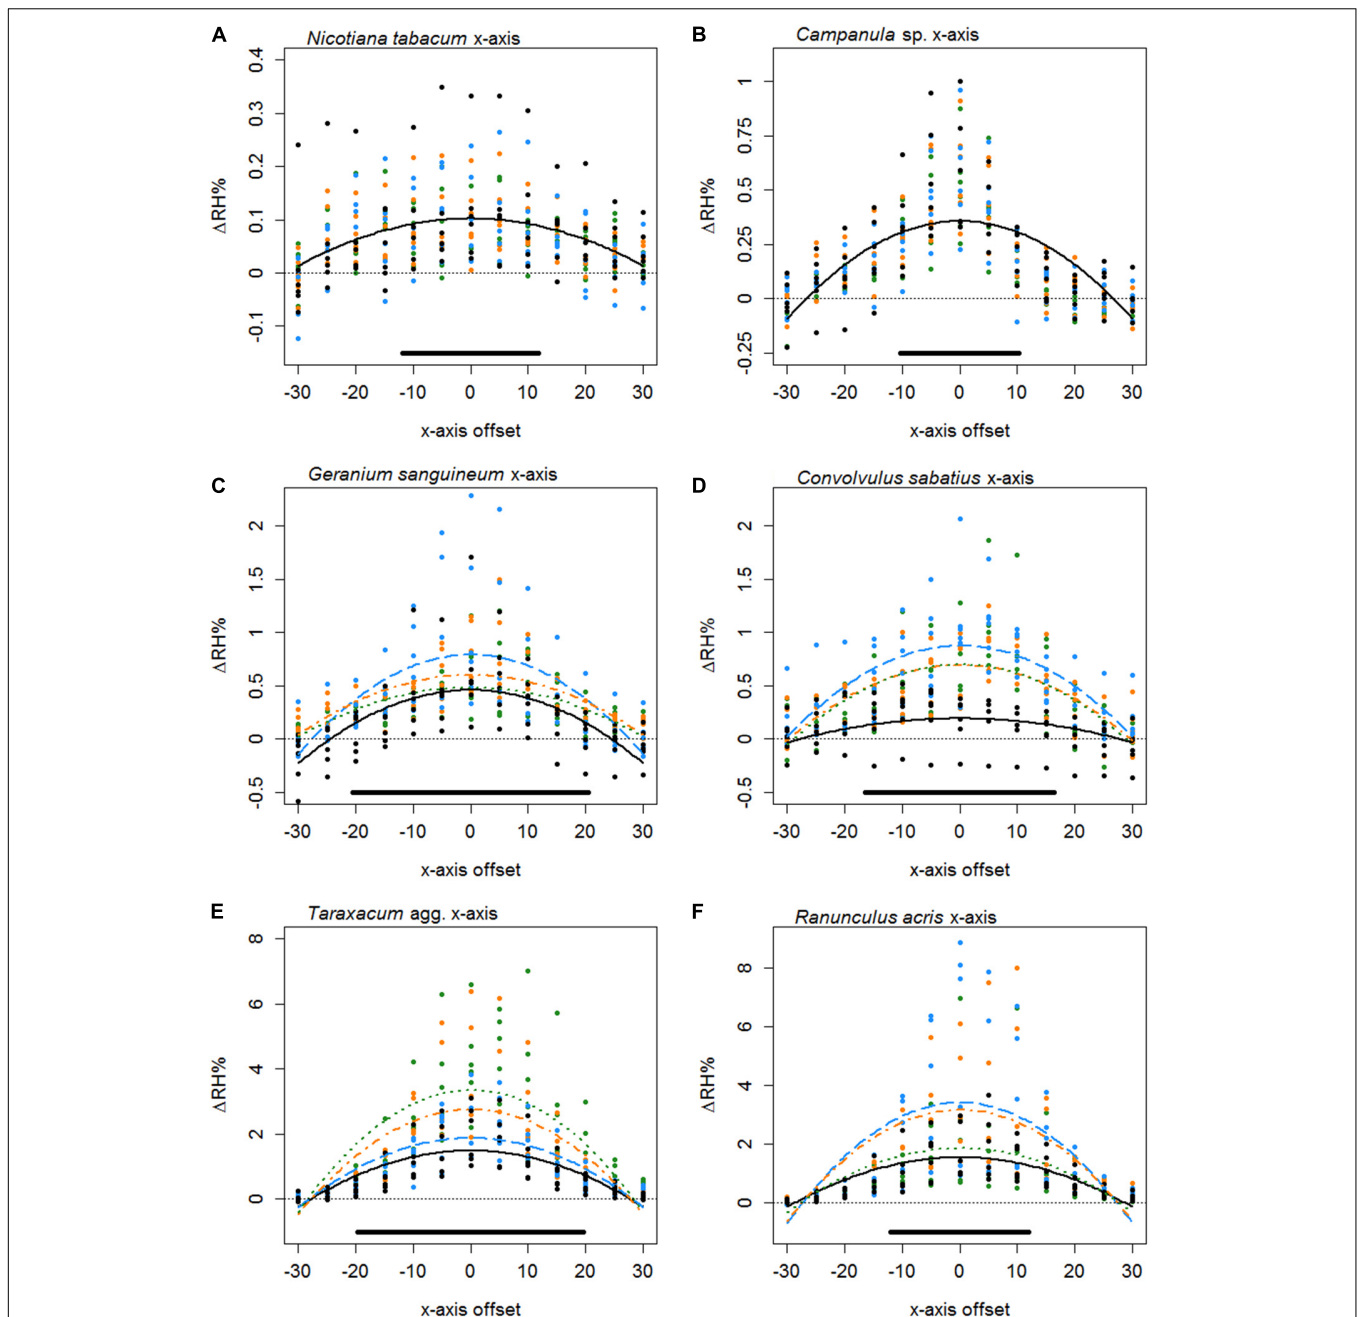 A Nicotiana tabacum x-axis
ΔRH%
0.4
0.3
0.2
0.1
0
-0.1
-30 -20 -10 0 10 20 30
x-axis offset
B Campanula sp. x-axis
ΔRH%
1
0.75
0.5
0.25
0
-0.25
-30 -20 -10 0 10 20 30
x-axis offset
C Geranium sanguineum x-axis
ΔRH%
2
1.5
1
0.5
0
-0.5
-30 -20 -10 0 10 20 30
x-axis offset
D Convolvulus sabatius x-axis
ΔRH%
2
1.5
1
0.5
0
-0.5
-30 -20 -10 0 10 20 30
x-axis offset
E Taraxacum agg. x-axis
ΔRH%
8
6
4
2
0
-30 -20 -10 0 10 20 30
x-axis offset
F Ranunculus acris x-axis
ΔRH%
8
6
4
2
0
-30 -20 -10 0 10 20 30
x-axis offset